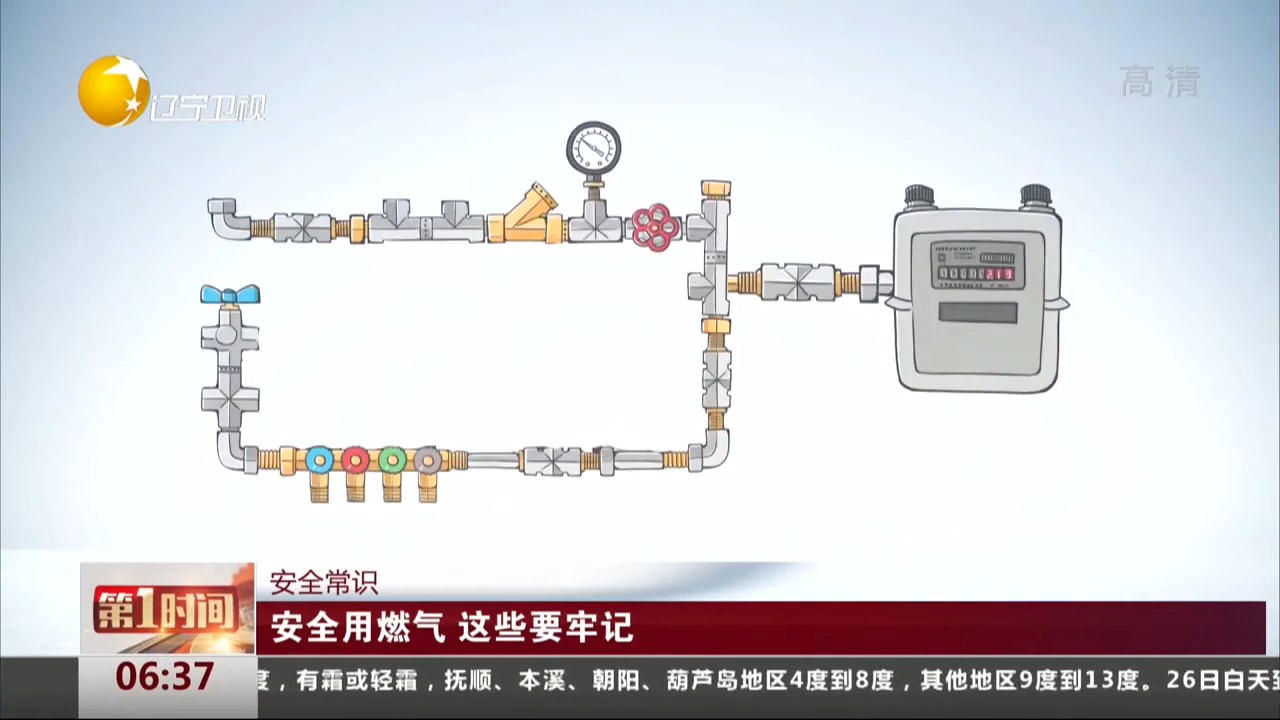 辽宁卫视
高清
安全常识
第1时间
安全用燃气 这些要牢记
06:37
度，有霜或轻霜，抚顺、本溪、朝阳、葫芦岛地区4度到8度，其他地区9度到13度。26日白天到